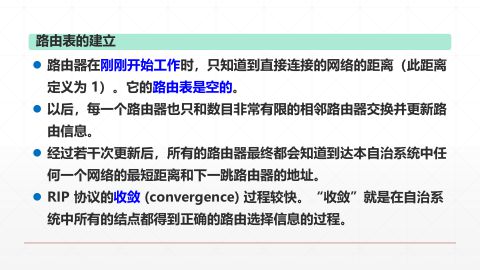 路由表的建立
路由器在刚刚开始工作时，只知道到直接连接的网络的距离（此距离
定义为 1）。它的路由表是空的。
以后，每一个路由器也只和数目非常有限的相邻路由器交换并更新路
由信息。
经过若干次更新后，所有的路由器最终都会知道到达本自治系统中任
何一个网络的最短距离和下一跳路由器的地址。
RIP 协议的收敛 (convergence) 过程较快。“收敛”就是在自治系
统中所有的结点都得到正确的路由选择信息的过程。